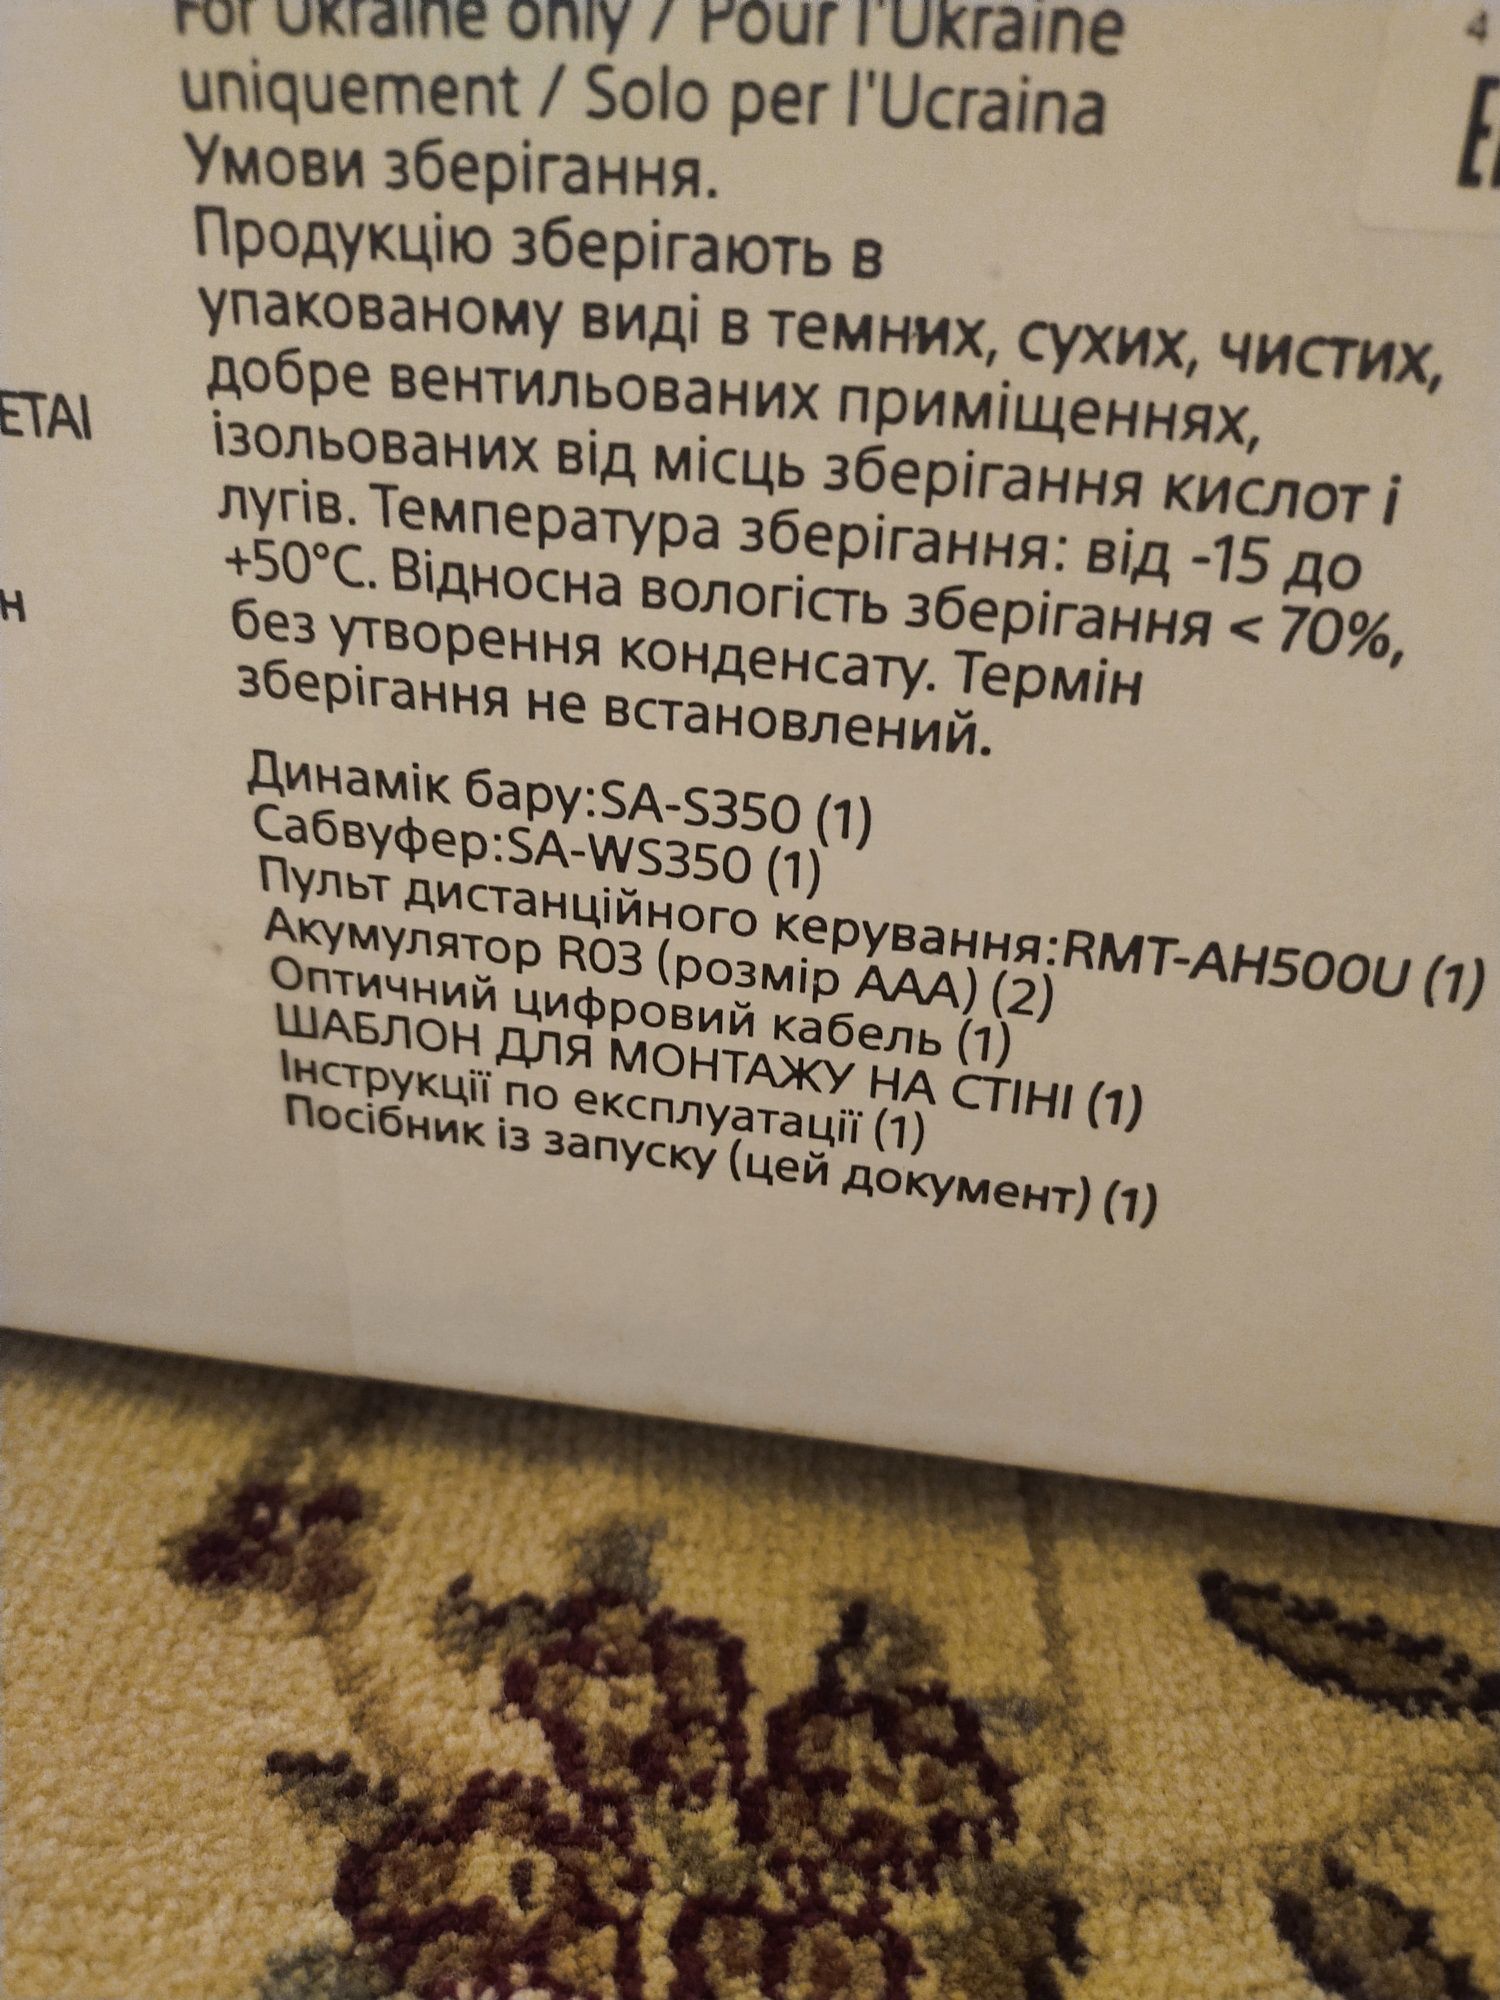 For Ukraine only / Pour l'Ukraine
uniquement / Solo per l'Ucraina
Умови зберігання.
Продукцію зберігають в
упакованому виді в темних, сухих, чистих,
добре вентильованих приміщеннях,
ізольованих від місць зберігання кислот і
лугів. Температура зберігання: від -15 до
+50°C. Відносна вологість зберігання < 70%,
без утворення конденсату. Термін
зберігання не встановлений.
Динамік бару:SA-S350 (1)
Сабвуфер:SA-WS350 (1)
Пульт дистанційного керування:RMT-AH500U (1)
Акумулятор R03 (розмір AAA) (2)
Оптичний цифровий кабель (1)
ШАБЛОН ДЛЯ МОНТАЖУ НА СТІНІ (1)
Інструкції по експлуатації (1)
Посібник із запуску (цей документ) (1)